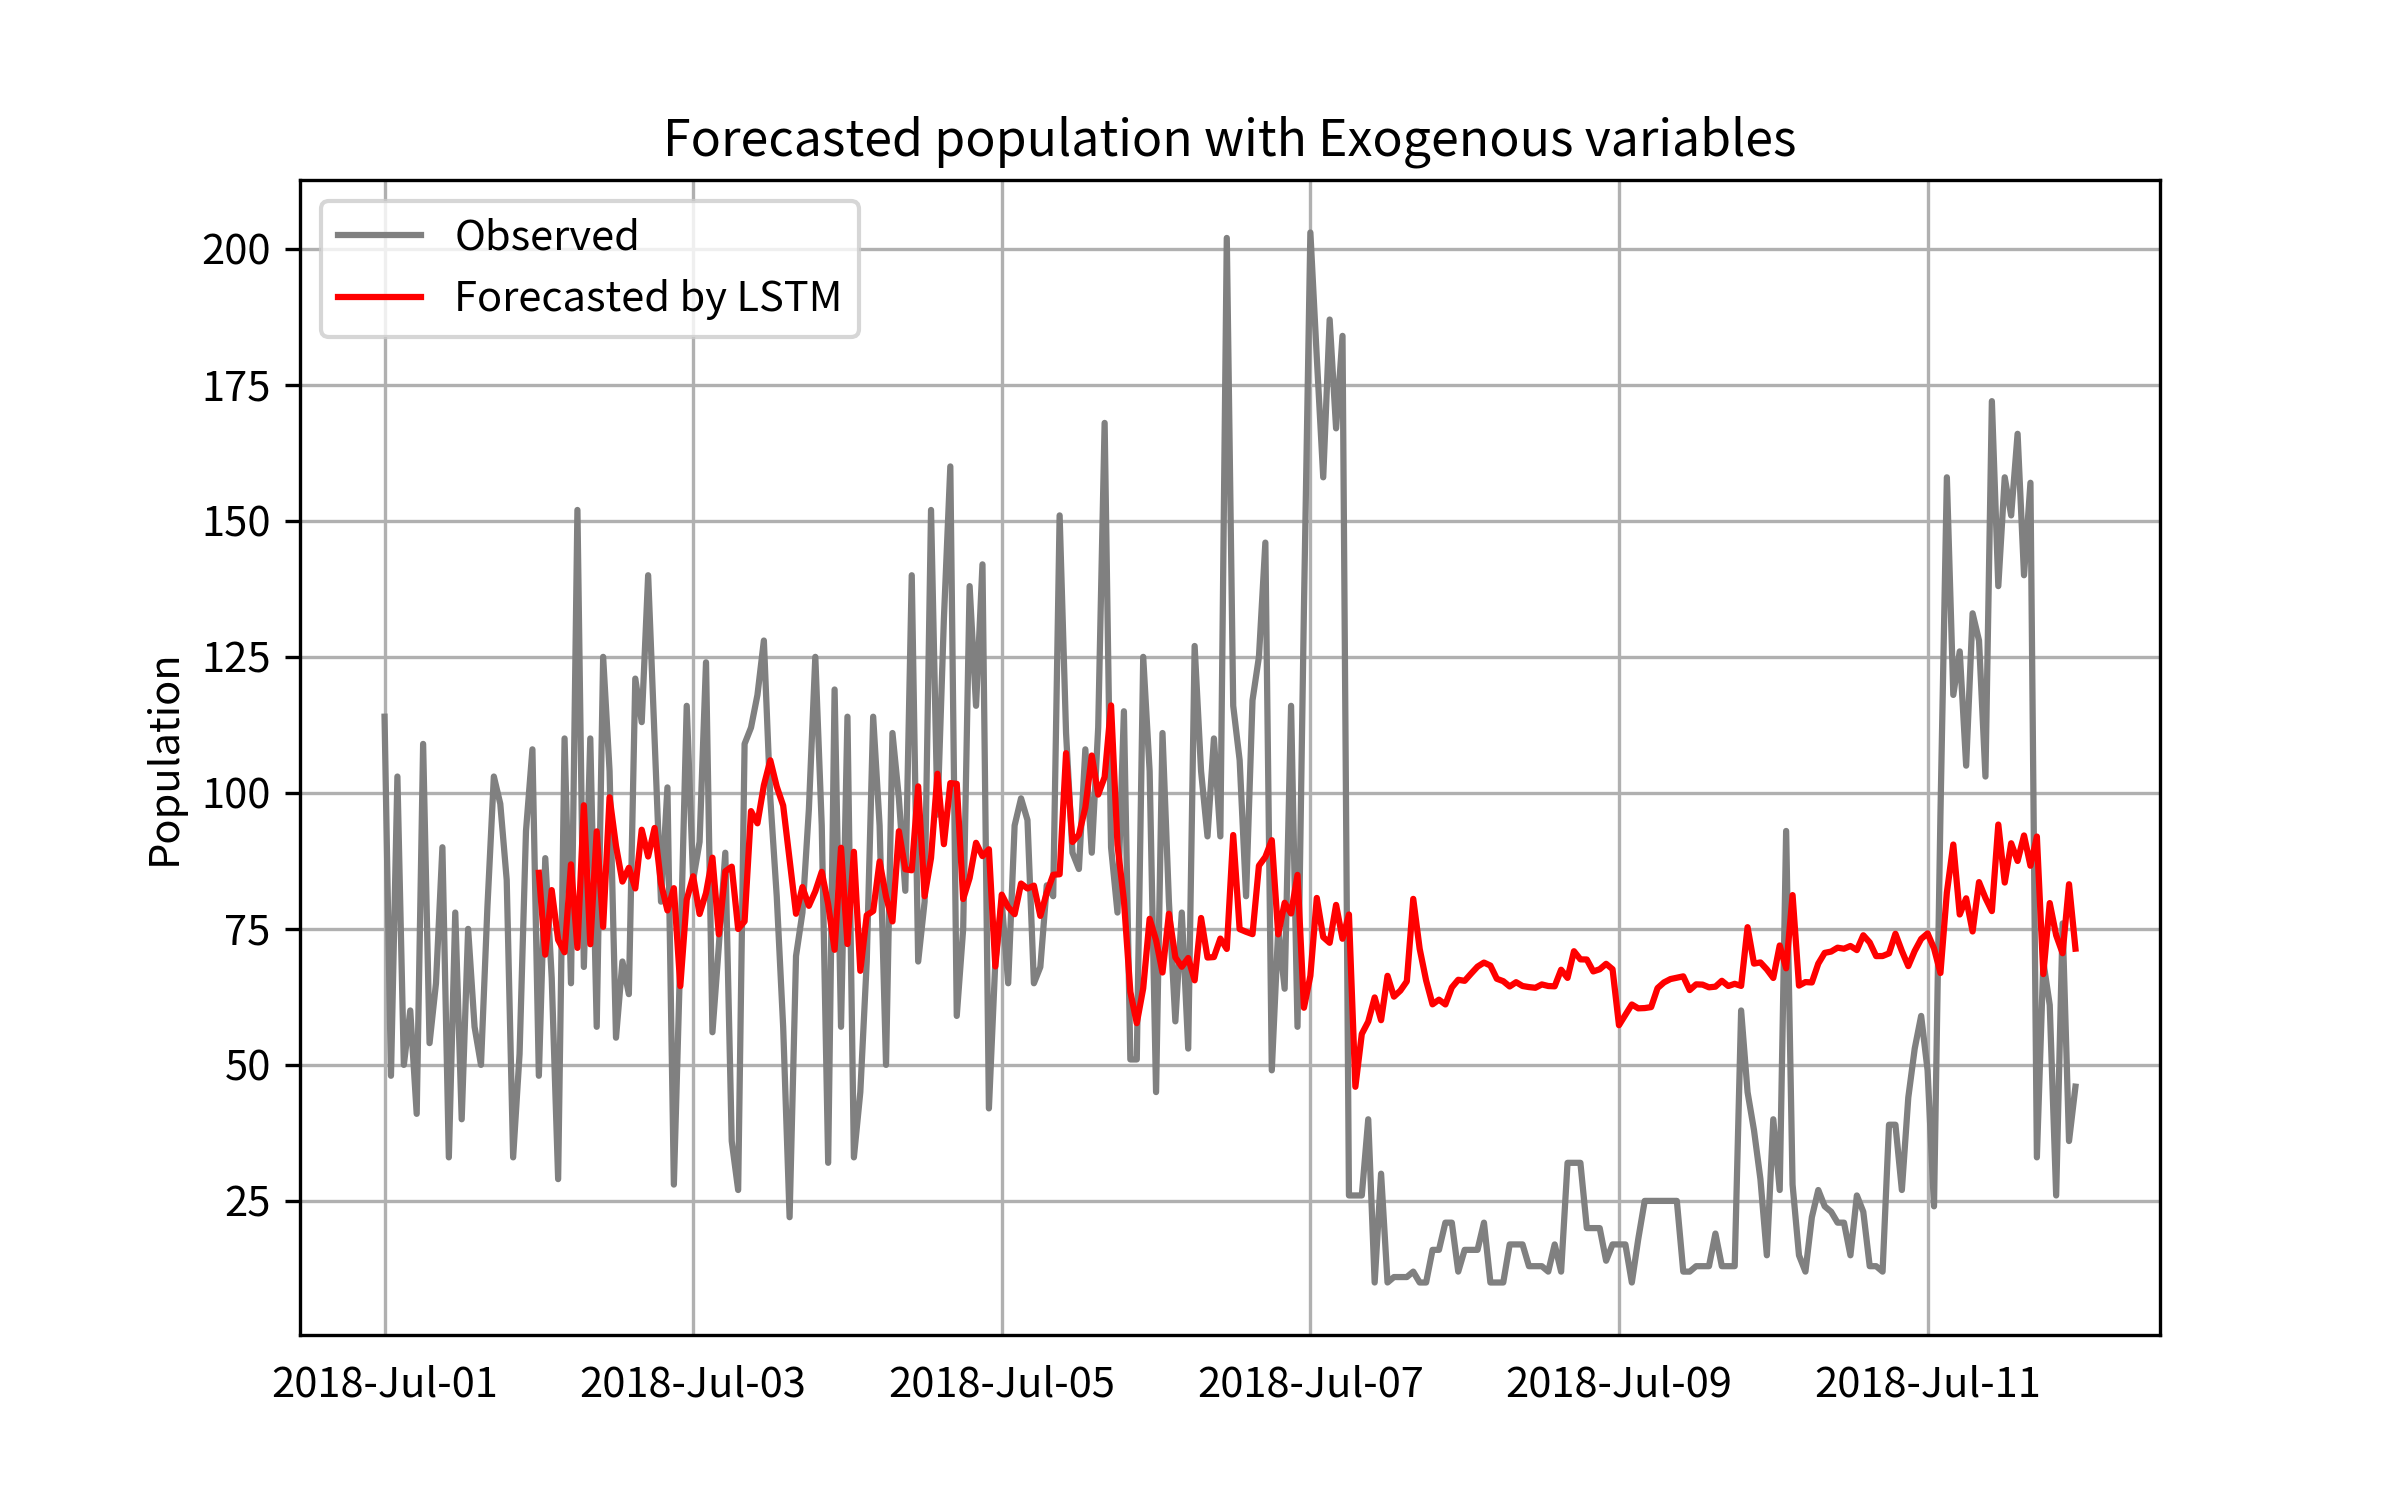 Forecasted population with Exogenous variables
Observed
Forecasted by LSTM
Population
200
175
150
125
100
75
50
25
2018-Jul-01
2018-Jul-03
2018-Jul-05
2018-Jul-07
2018-Jul-09
2018-Jul-11